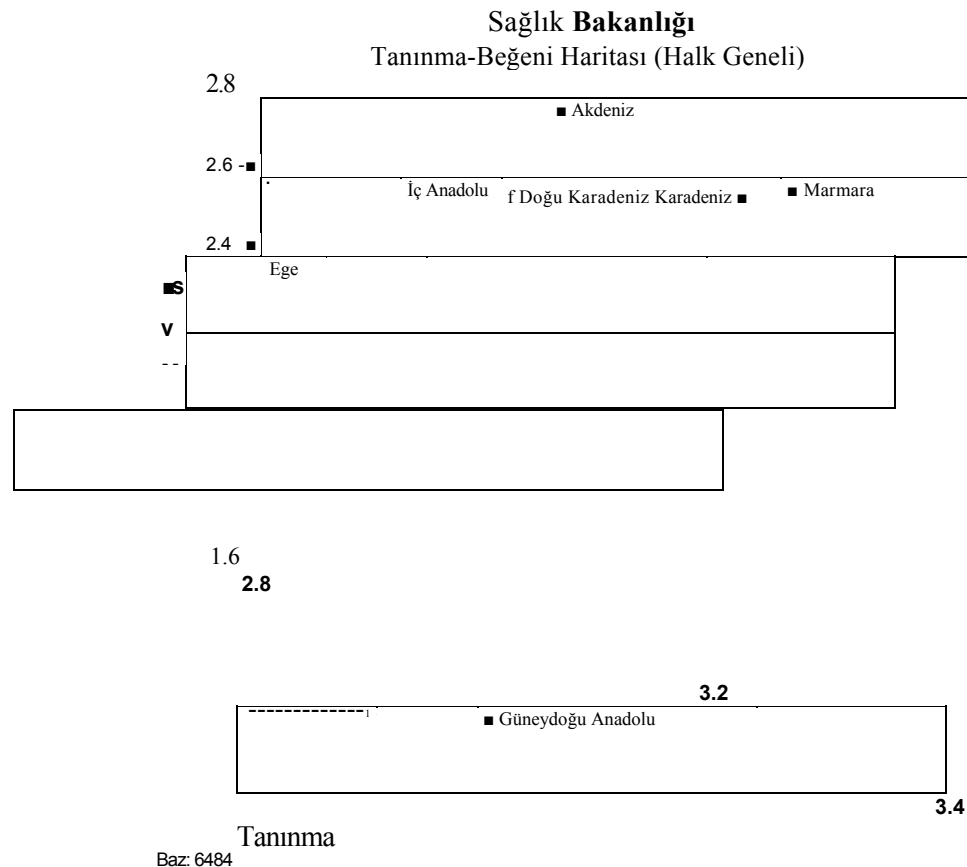 Sağlık Bakanlığı
Tanınma-Beğeni Haritası (Halk Geneli)
2.8
■ Akdeniz
2.6 -■
İç Anadolu f Doğu Karadeniz Karadeniz ■ ■ Marmara
2.4 ■
Ege
■S
V
--
1.6
2.8
3.2
-------------1
■ Güneydoğu Anadolu
3.4
Tanınma
Baz: 6484